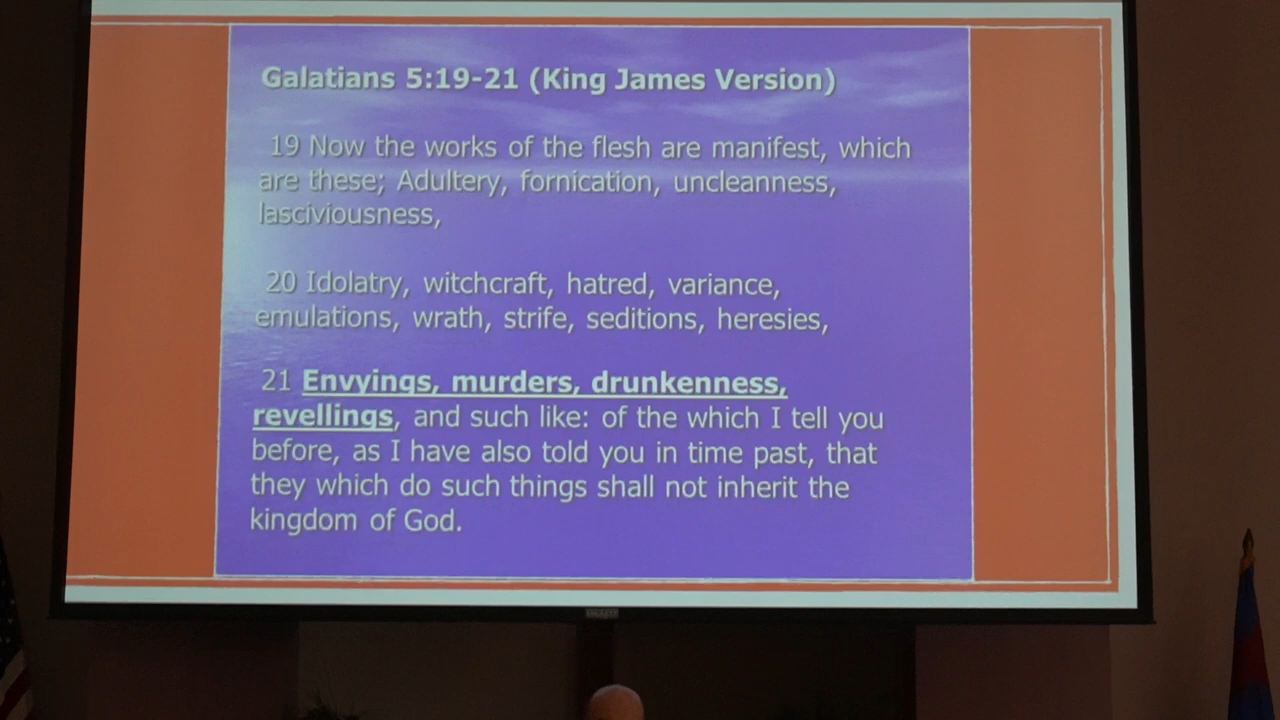 Galatians 5:19-21 (King James Version)
19 Now the works of the flesh are manifest, which
are these; Adultery, fornication, uncleanness,
lasciviousness,
20 Idolatry, witchcraft, hatred, variance,
emulations, wrath, strife, seditions, heresies,
21 Envyings, murders, drunkenness,
revellings, and such like: of the which I tell you
before, as I have also told you in time past, that
they which do such things shall not inherit the
kingdom of God.